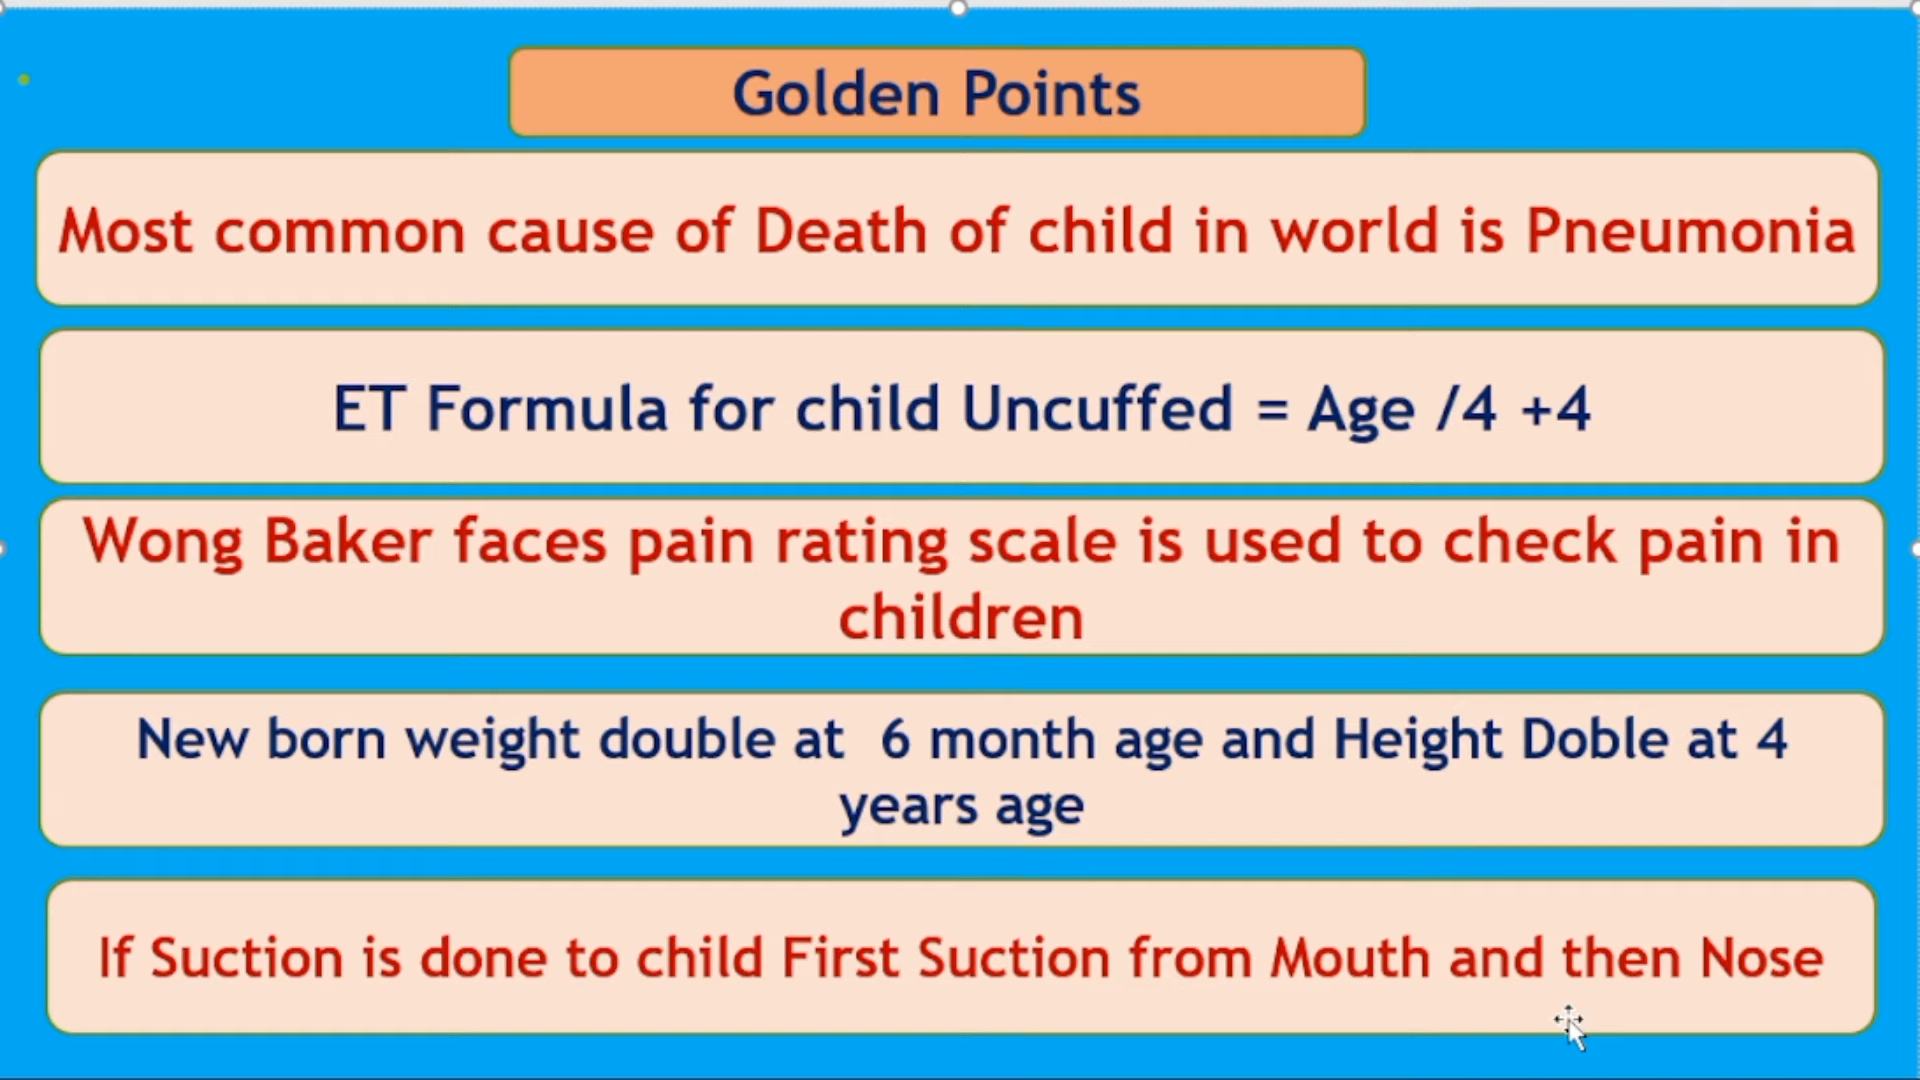 Golden Points
Most common cause of Death of child in world is Pneumonia
ET Formula for child Uncuffed = Age /4 +4
Wong Baker faces pain rating scale is used to check pain in
children
New born weight double at  6 month age and Height Doble at 4
years age
If Suction is done to child First Suction from Mouth and then Nose